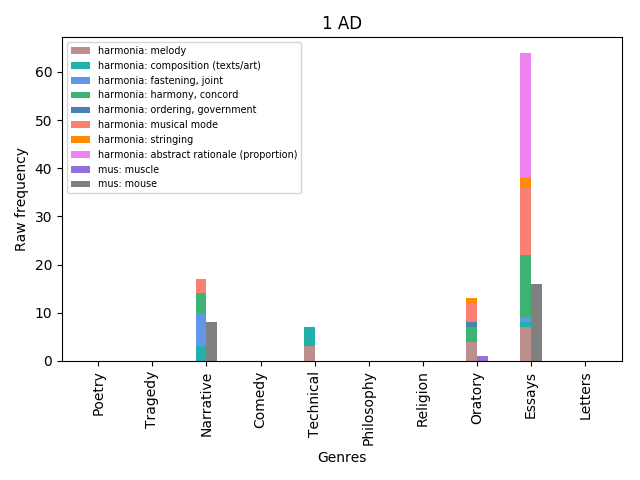 1 AD
harmonia: melody
harmonia: composition (texts/art)
harmonia: fastening, joint
harmonia: harmony, concord
harmonia: ordering, government
harmonia: musical mode
harmonia: stringing
harmonia: abstract rationale (proportion)
mus: muscle
mus: mouse
Raw frequency
60
50
40
30
20
10
0
Poetry
Tragedy
Narrative
Comedy
Technical
Philosophy
Religion
Oratory
Essays
Letters
Genres